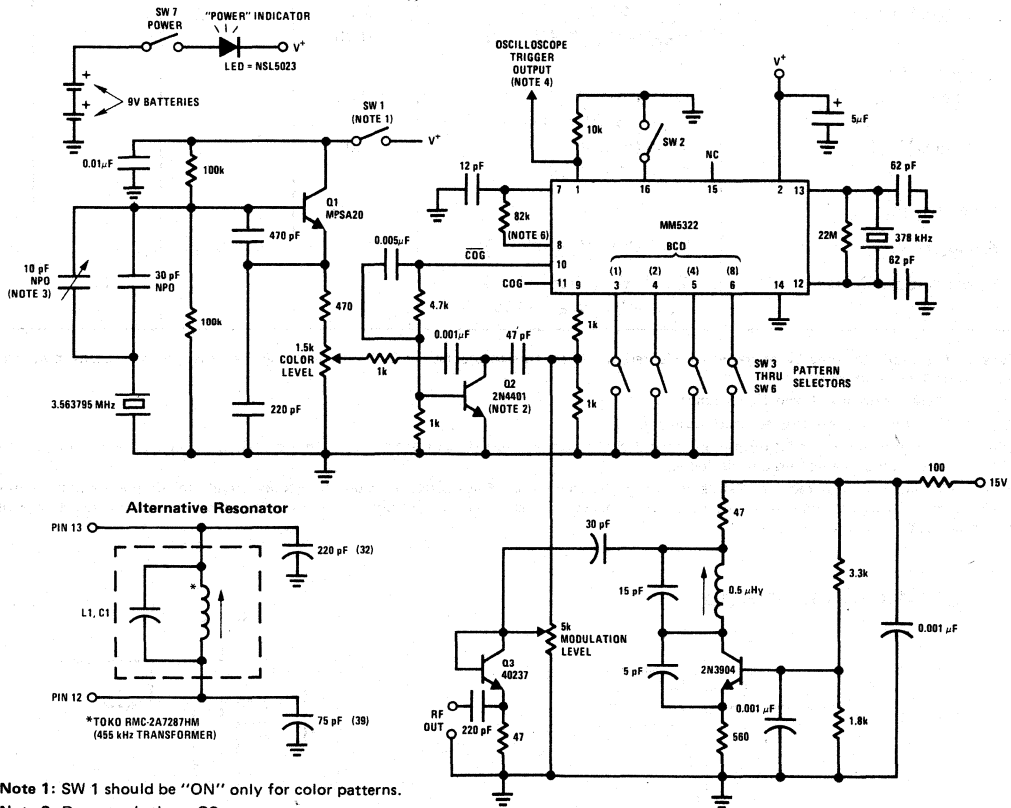 SW 7
POWER
"POWER" INDICATOR
V+
LED = NSL5023
+
+
9V BATTERIES
SW 1
(NOTE 1)
V+
0.01µF
100k
Q1
MPSA20
470 pF
10 pF
NPO
(NOTE 3)
30 pF
NPO
100k
470
1.5k
COLOR
LEVEL
3.563795 MHz
220 pF
OSCILLOSCOPE
TRIGGER
OUTPUT
(NOTE 4)
10k
SW 2
NC
V+
+
5µF
12 pF
7
1
16
15
2
13
62 pF
82k
(NOTE 6)
8
MM5322
22M
378 kHz
0.005µF
COG
10
BCD
62 pF
COG
11
9
(1)
(2)
(4)
(8)
3
4
5
6
14
12
4.7k
1k
0.001µF
47 pF
1k
Q2
2N4401
(NOTE 2)
1k
1k
SW 3
THRU
SW 6
PATTERN
SELECTORS
Alternative Resonator
PIN 13
220 pF (32)
L1, C1
*
PIN 12
75 pF (39)
*TOKO RMC-2A7287HM
(455 kHz TRANSFORMER)
100
15V
47
30 pF
15 pF
0.5 µHy
3.3k
0.001 µF
5k
MODULATION
LEVEL
Q3
40237
5 pF
2N3904
0.001 µF
RF
OUT
220 pF
47
560
1.8k
Note 1: SW 1 should be "ON" only for color patterns.